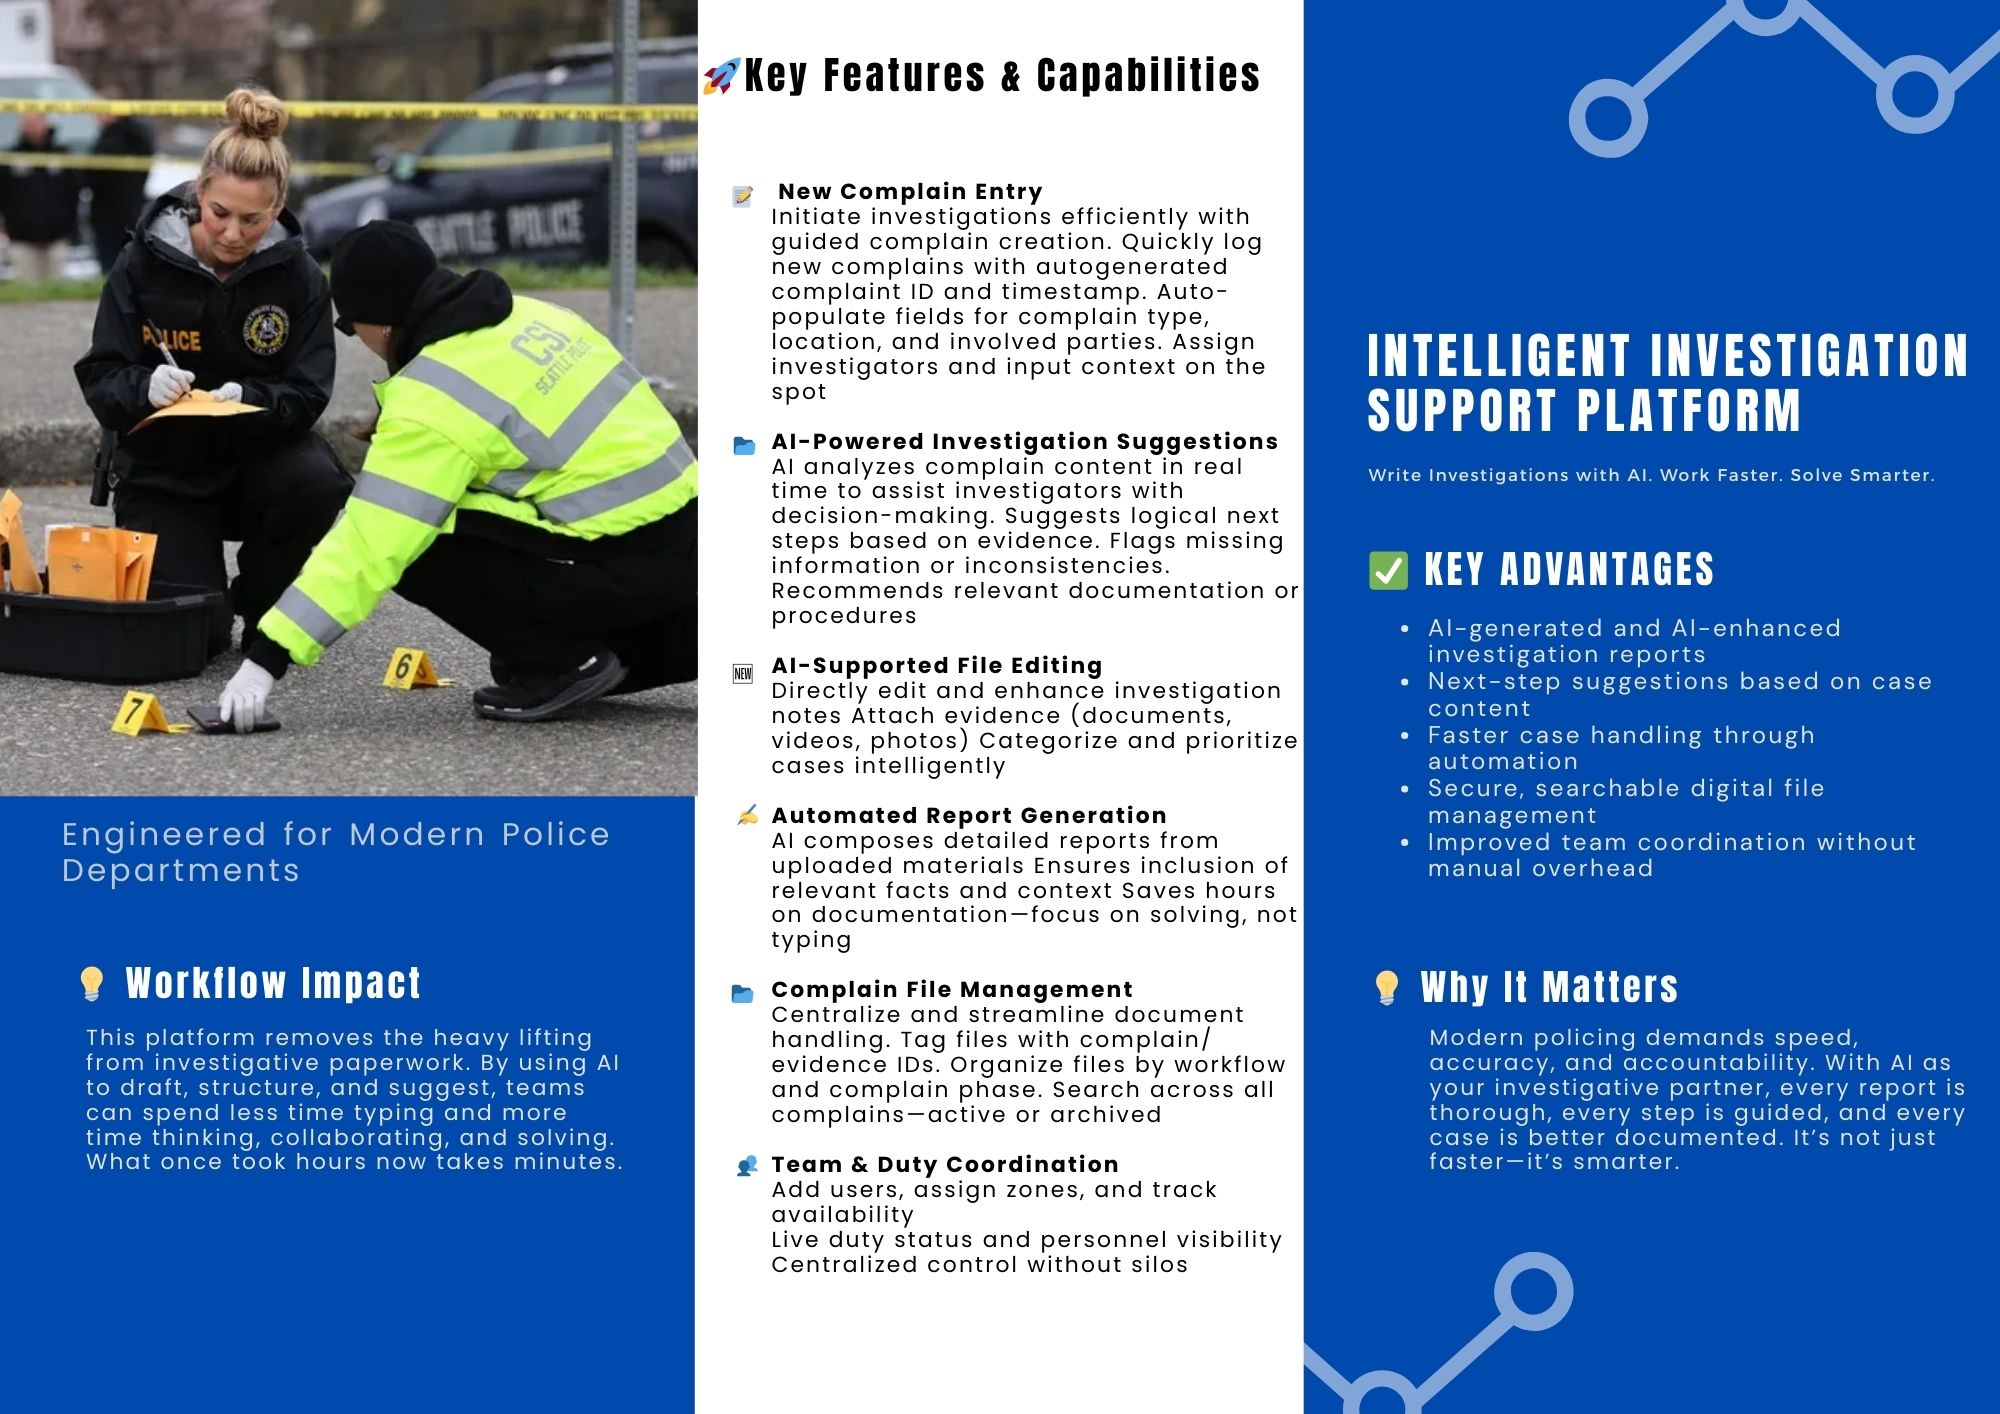 POLICE
SEATTLE POLICE
CSI
SEATTLE POLICE
6
7
Engineered for Modern Police
Departments
Workflow Impact
This platform removes the heavy lifting
from investigative paperwork. By using AI
to draft, structure, and suggest, teams
can spend less time typing and more
time thinking, collaborating, and solving.
What once took hours now takes minutes.
Key Features & Capabilities
New Complain Entry
Initiate investigations efficiently with
guided complain creation. Quickly log
new complains with autogenerated
complaint ID and timestamp. Auto-
populate fields for complain type,
location, and involved parties. Assign
investigators and input context on the
spot
AI-Powered Investigation Suggestions
AI analyzes complain content in real
time to assist investigators with
decision-making. Suggests logical next
steps based on evidence. Flags missing
information or inconsistencies.
Recommends relevant documentation or
procedures
NEW
AI-Supported File Editing
Directly edit and enhance investigation
notes Attach evidence (documents,
videos, photos) Categorize and prioritize
cases intelligently
Automated Report Generation
AI composes detailed reports from
uploaded materials Ensures inclusion of
relevant facts and context Saves hours
on documentation—focus on solving, not
typing
Complain File Management
Centralize and streamline document
handling. Tag files with complain/
evidence IDs. Organize files by workflow
and complain phase. Search across all
complains—active or archived
Team & Duty Coordination
Add users, assign zones, and track
availability
Live duty status and personnel visibility
Centralized control without silos
INTELLIGENT INVESTIGATION
SUPPORT PLATFORM
Write Investigations with AI. Work Faster. Solve Smarter.
KEY ADVANTAGES
• AI-generated and AI-enhanced
investigation reports
• Next-step suggestions based on case
content
• Faster case handling through
automation
• Secure, searchable digital file
management
• Improved team coordination without
manual overhead
Why It Matters
Modern policing demands speed,
accuracy, and accountability. With AI as
your investigative partner, every report is
thorough, every step is guided, and every
case is better documented. It’s not just
faster—it’s smarter.